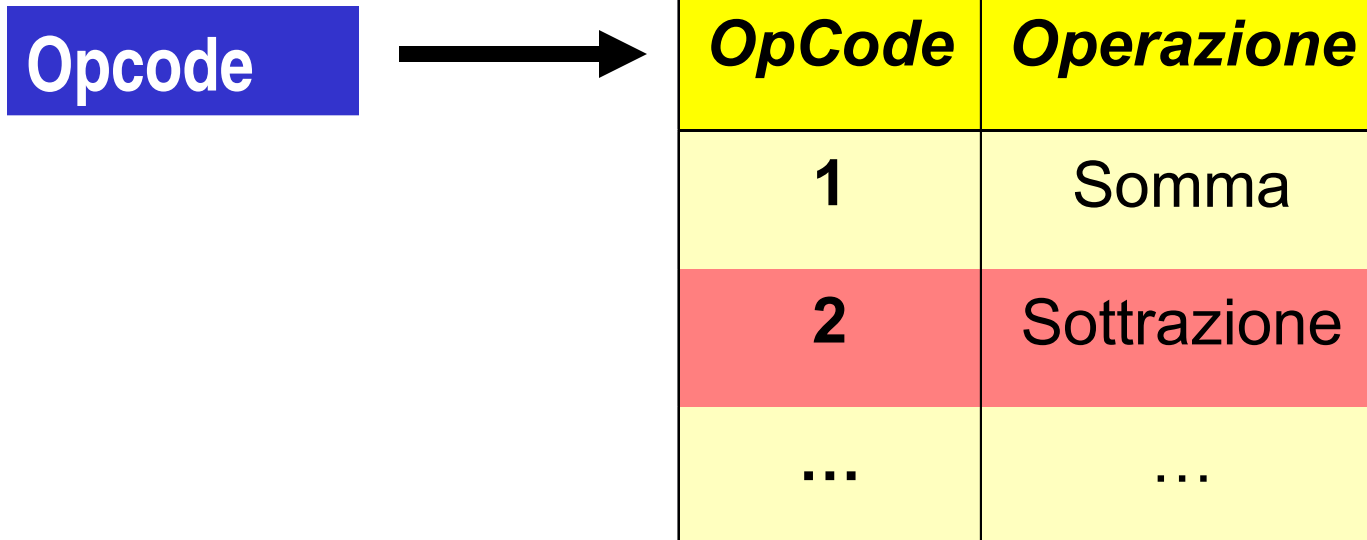 Opcode
OpCode Operazione
1 Somma
2 Sottrazione
... …